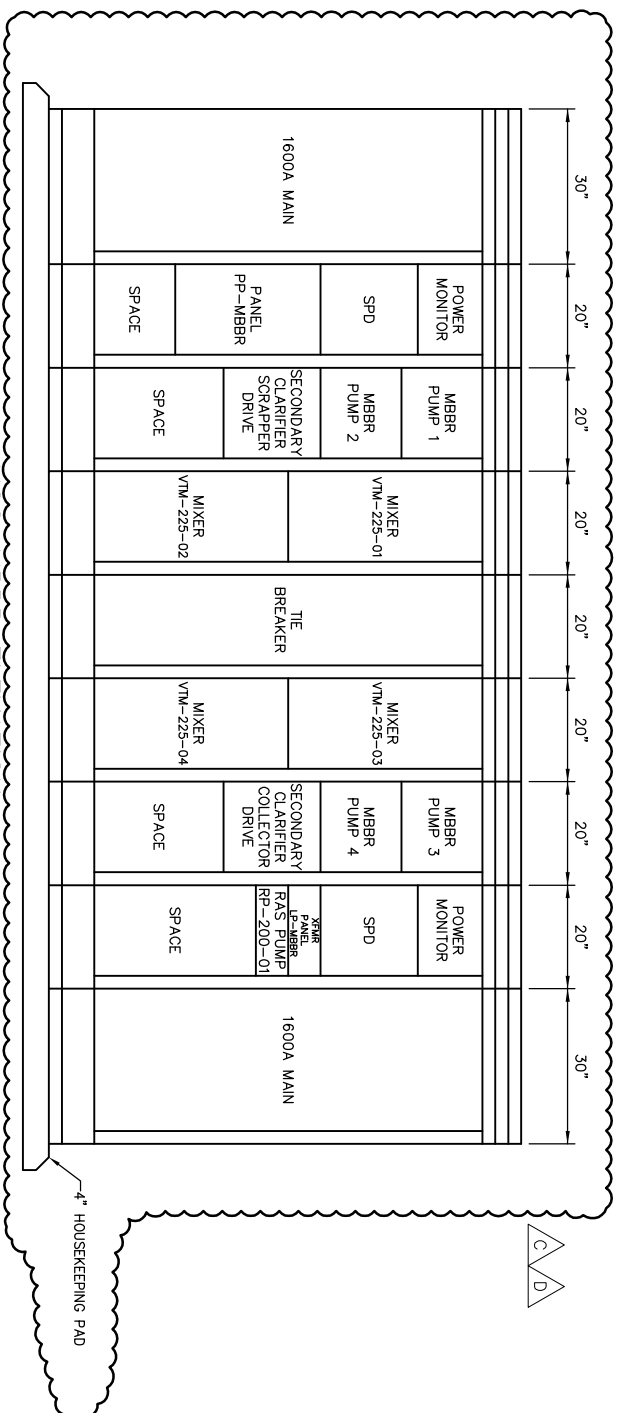 30"
20"
20"
20"
20"
20"
20"
20"
30"
1600A MAIN
POWER
MONITOR
SPD
PANEL
PP-MBBR
SPACE
MBBR
PUMP 1
MBBR
PUMP 2
SECONDARY
CLARIFIER
SCRAPPER
DRIVE
SPACE
MIXER
VTM-225-01
MIXER
VTM-225-02
TIE
BREAKER
MIXER
VTM-225-03
MIXER
VTM-225-04
MBBR
PUMP 3
MBBR
PUMP 4
SECONDARY
CLARIFIER
COLLECTOR
DRIVE
SPACE
POWER
MONITOR
SPD
XFMR
PANEL
LP-MBBR
RAS PUMP
RP-200-01
SPACE
1600A MAIN
4" HOUSEKEEPING PAD
C
D